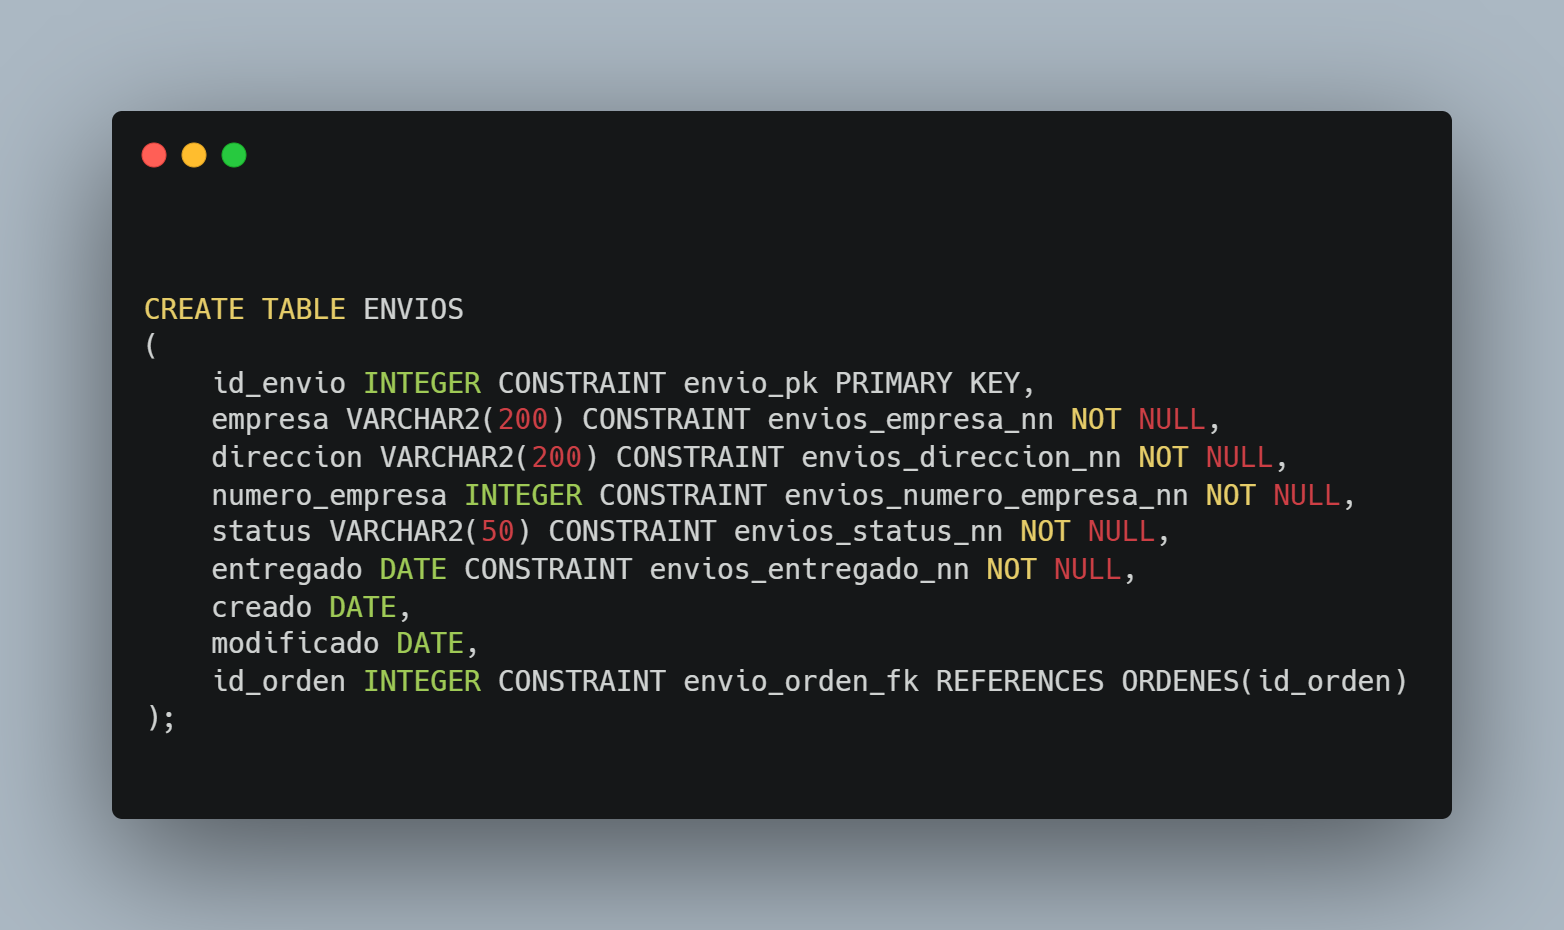 CREATE TABLE ENVIOS
(
    id_envio INTEGER CONSTRAINT envio_pk PRIMARY KEY,
    empresa VARCHAR2(200) CONSTRAINT envios_empresa_nn NOT NULL,
    direccion VARCHAR2(200) CONSTRAINT envios_direccion_nn NOT NULL,
    numero_empresa INTEGER CONSTRAINT envios_numero_empresa_nn NOT NULL,
    status VARCHAR2(50) CONSTRAINT envios_status_nn NOT NULL,
    entregado DATE CONSTRAINT envios_entregado_nn NOT NULL,
    creado DATE,
    modificado DATE,
    id_orden INTEGER CONSTRAINT envio_orden_fk REFERENCES ORDENES(id_orden)
);